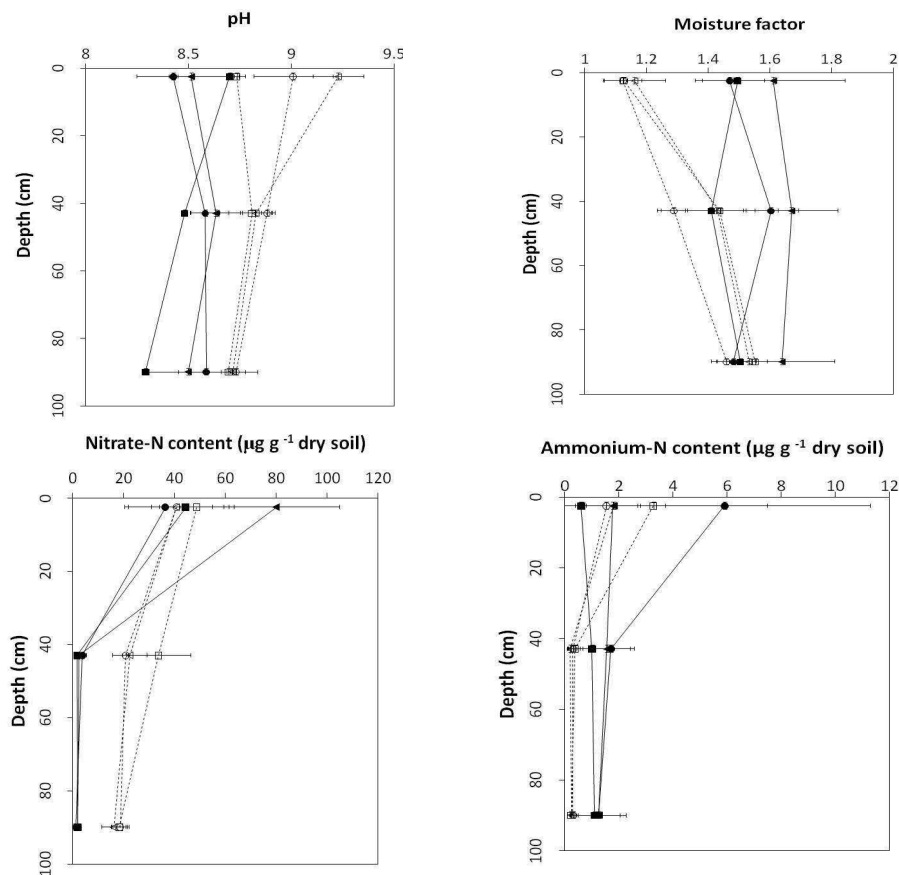 pH
8 8.5 9 9.5
0
20
40
60
80
100
Depth (cm)
Moisture factor
1 1.2 1.4 1.6 1.8 2
0
20
40
60
80
100
Depth (cm)
Nitrate-N content (µg g -1 dry soil)
0 20 40 60 80 100 120
0
20
40
60
80
100
Depth (cm)
Ammonium-N content (µg g -1 dry soil)
0 2 4 6 8 10 12
0
20
40
60
80
100
Depth (cm)